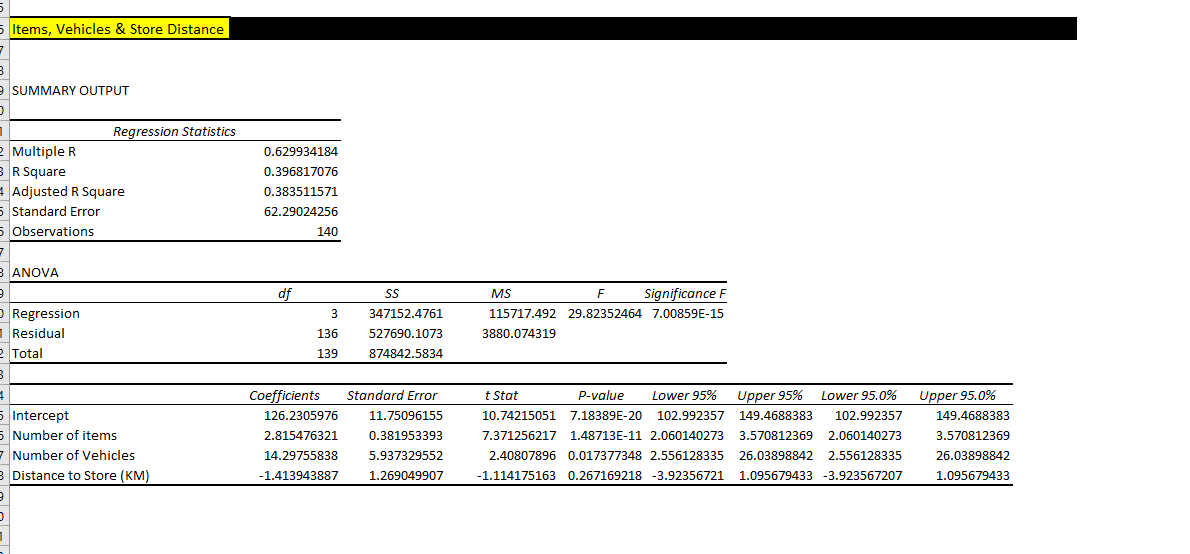 Items, Vehicles & Store Distance
SUMMARY OUTPUT
Regression Statistics
Multiple R 0.629934184
R Square 0.396817076
Adjusted R Square 0.383511571
Standard Error 62.29024256
Observations 140
ANOVA
df SS MS F Significance F
Regression 3 347152.4761 115717.492 29.82352464 7.00859E-15
Residual 136 527690.1073 3880.074319
Total 139 874842.5834
Coefficients Standard Error t Stat P-value Lower 95% Upper 95% Lower 95.0% Upper 95.0%
Intercept 126.2305976 11.75096155 10.74215051 7.18389E-20 102.992357 149.4688383 102.992357 149.4688383
Number of items 2.815476321 0.381953393 7.371256217 1.48713E-11 2.060140273 3.570812369 2.060140273 3.570812369
Number of Vehicles 14.29755838 5.937329552 2.40807896 0.017377348 2.556128335 26.03898842 2.556128335 26.03898842
Distance to Store (KM) -1.413943887 1.269049907 -1.114175163 0.267169218 -3.92356721 1.095679433 -3.923567207 1.095679433